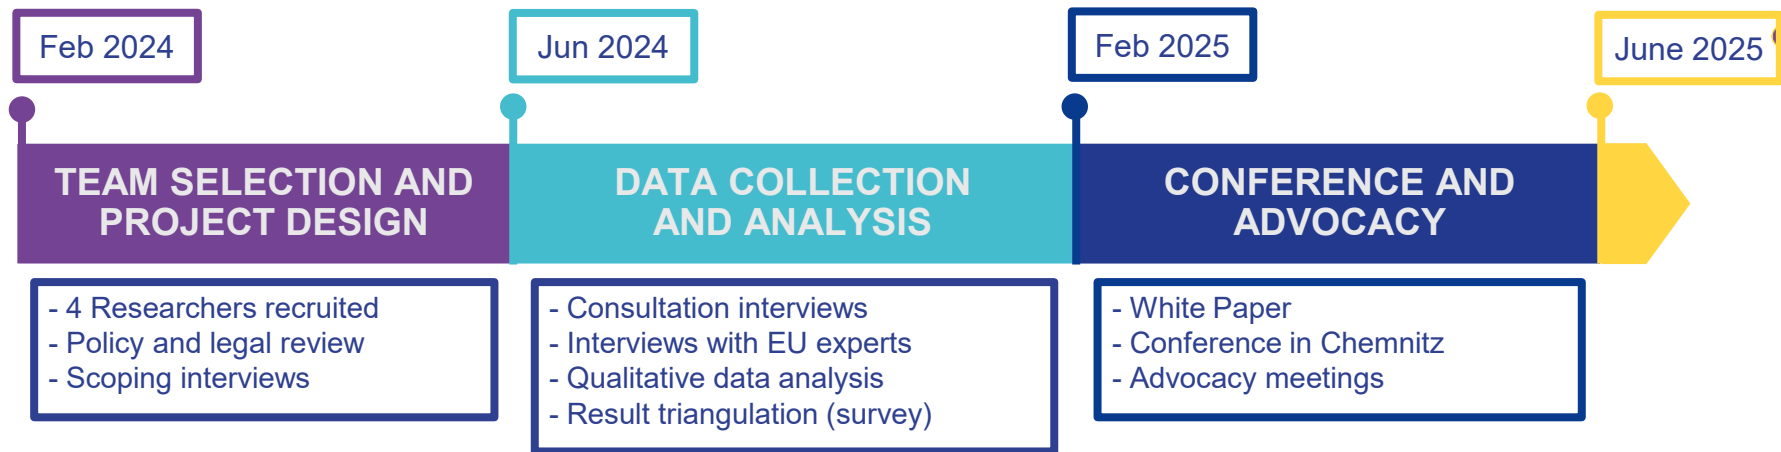 Feb 2024
Jun 2024
Feb 2025
June 2025
TEAM SELECTION AND
PROJECT DESIGN
DATA COLLECTION
AND ANALYSIS
CONFERENCE AND
ADVOCACY
- 4 Researchers recruited
- Policy and legal review
- Scoping interviews
- Consultation interviews
- Interviews with EU experts
- Qualitative data analysis
- Result triangulation (survey)
- White Paper
- Conference in Chemnitz
- Advocacy meetings